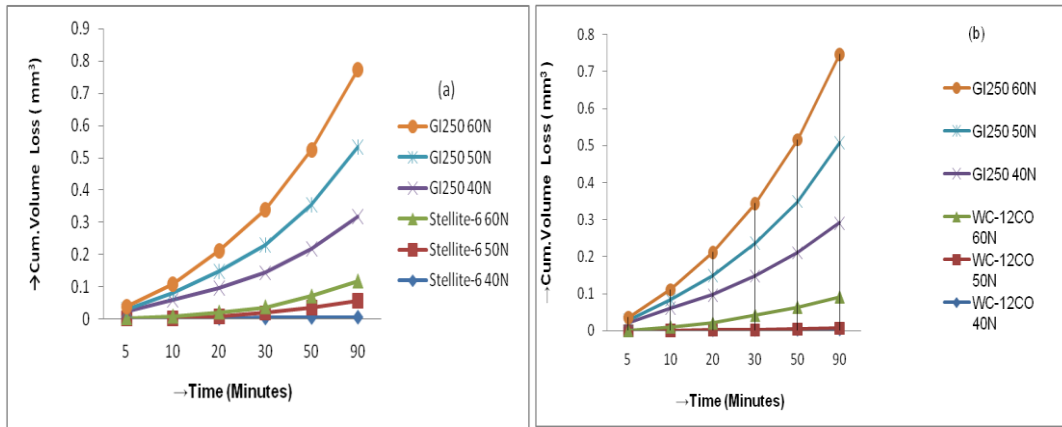 0.9
0.8
0.7
0.6
0.5
0.4
0.3
0.2
0.1
0
→Cum.Volume Loss ( mm³)
5 10 20 30 50 90
→Time (Minutes)
(a)
GI250 60N
GI250 50N
GI250 40N
Stellite-6 60N
Stellite-6 50N
Stellite-6 40N
0.8
0.7
0.6
0.5
0.4
0.3
0.2
0.1
0
→Cum.Volume Loss ( mm³)
5 10 20 30 50 90
→Time (Minutes)
(b)
GI250 60N
GI250 50N
GI250 40N
WC-12CO
60N
WC-12CO
50N
WC-12CO
40N